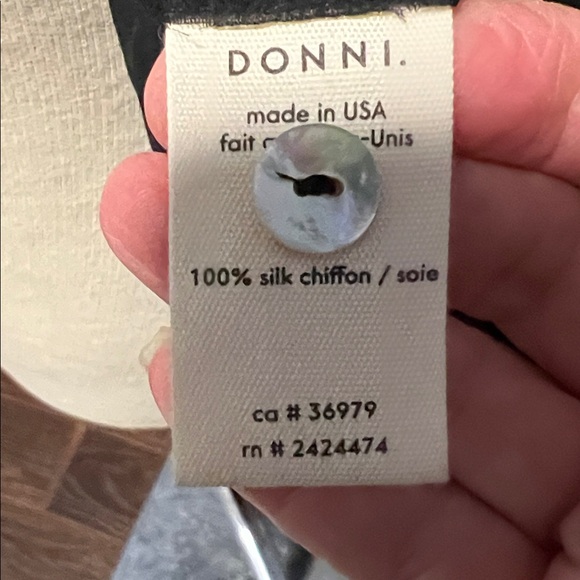 DONNI.
made in USA
fait -Unis
100% silk chiffon / soie
ca # 36979
rn # 2424474